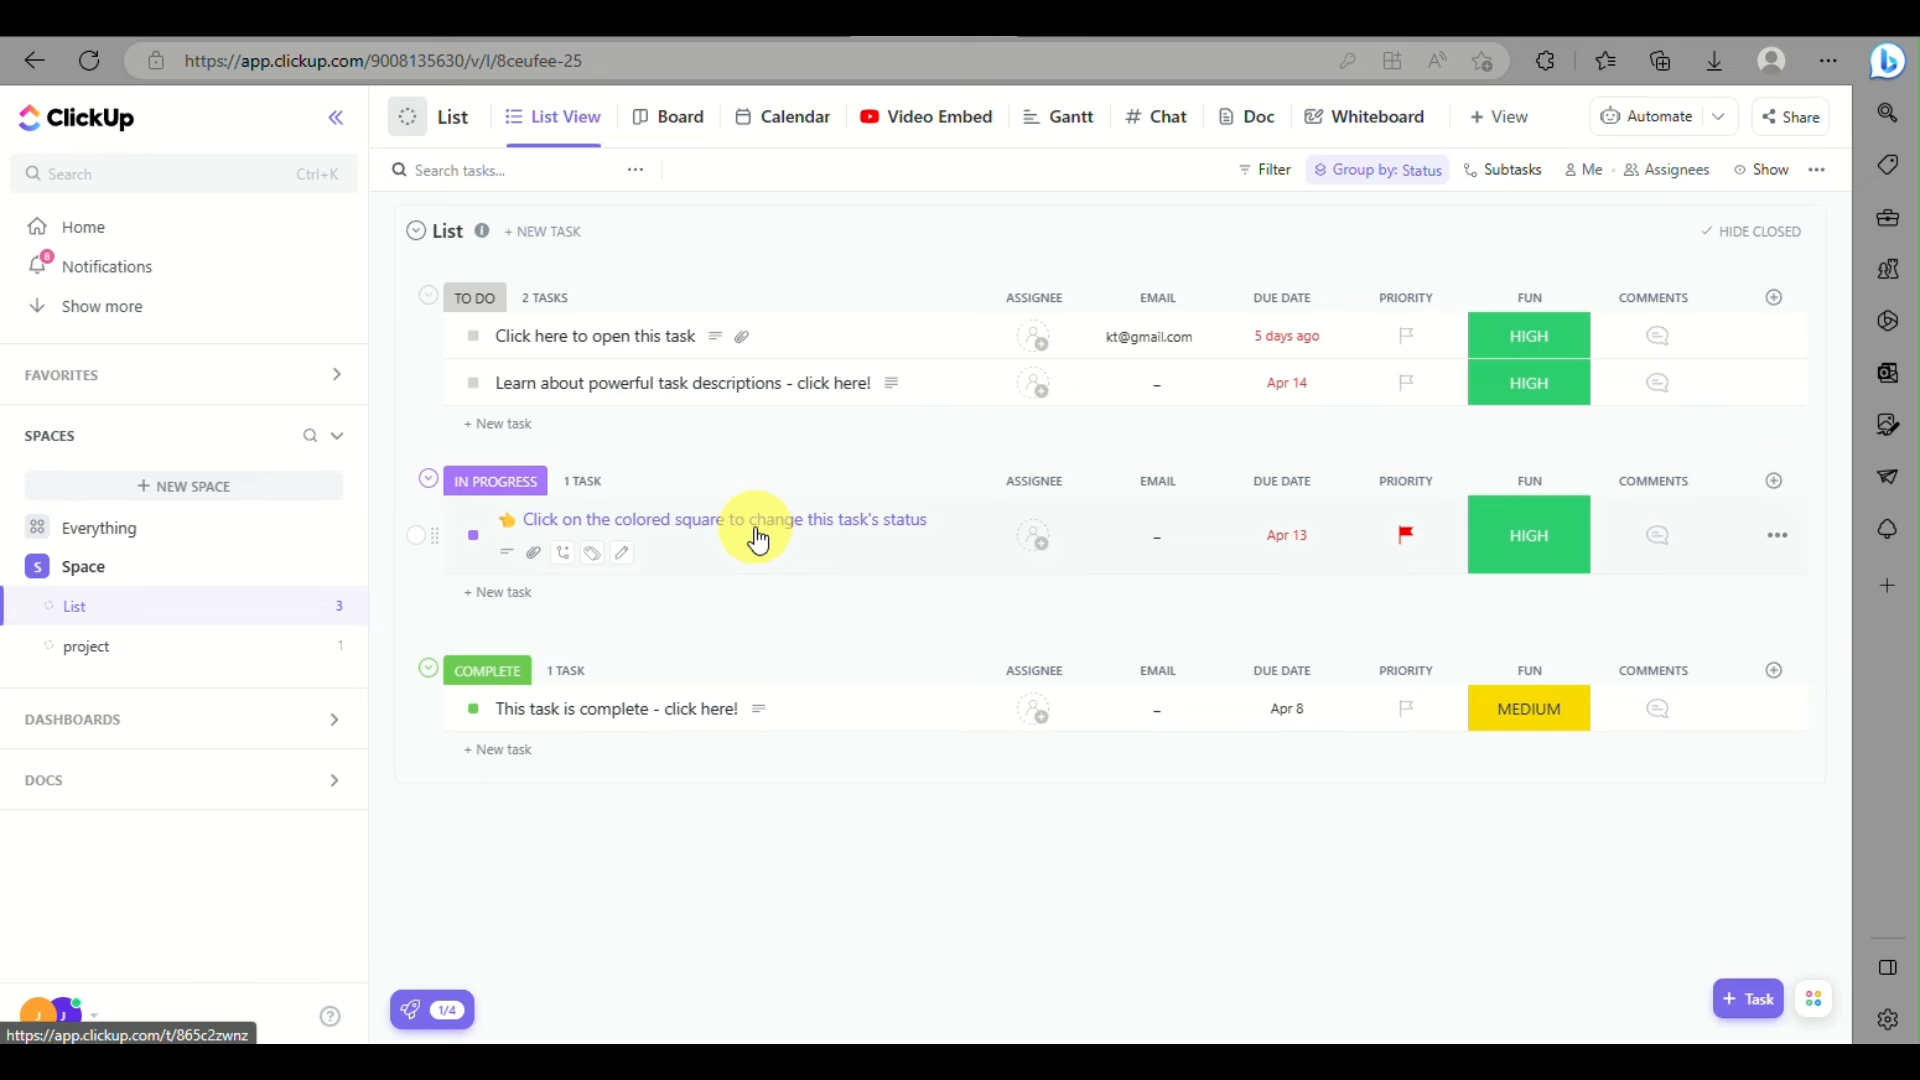 https://app.clickup.com/9008135630/v/l/8ceufee-25
ClickUp
List
List View
Board
Calendar
Video Embed
Gantt
Chat
Doc
Whiteboard
+ View
Automate
Share
Search
Ctrl+K
Search tasks...
Filter
Group by: Status
Subtasks
Me
Assignees
Show
Home
8
Notifications
Show more
FAVORITES
SPACES
+ NEW SPACE
Everything
S
Space
List
3
project
1
DASHBOARDS
DOCS
List
+ NEW TASK
HIDE CLOSED
TO DO 2 TASKS ASSIGNEE EMAIL DUE DATE PRIORITY FUN COMMENTS
Click here to open this task kt@gmail.com 5 days ago HIGH
Learn about powerful task descriptions - click here! – Apr 14 HIGH
+ New task
IN PROGRESS 1 TASK ASSIGNEE EMAIL DUE DATE PRIORITY FUN COMMENTS
👈 Click on the colored square to change this task's status – Apr 13 HIGH
+ New task
COMPLETE 1 TASK ASSIGNEE EMAIL DUE DATE PRIORITY FUN COMMENTS
This task is complete - click here! – Apr 8 MEDIUM
+ New task
1/4
+ Task
J J
https://app.clickup.com/t/865c2zwnz